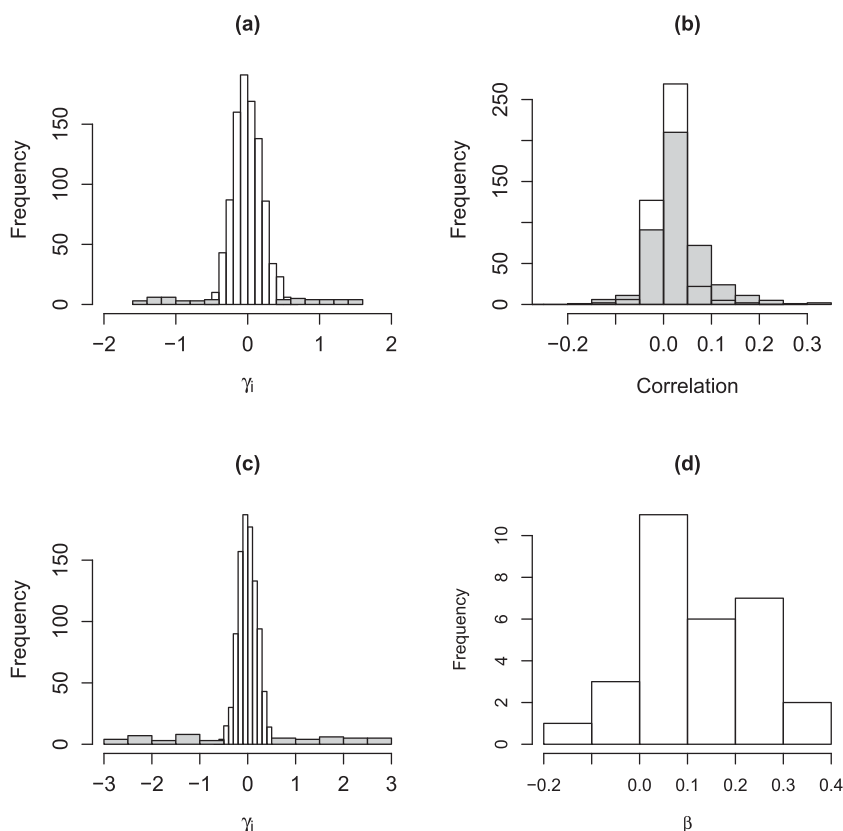 (a)
Frequency
150
100
50
0
−2 −1 0 1 2
γi
(b)
Frequency
250
150
50
0
−0.2 0.0 0.1 0.2 0.3
Correlation
(c)
Frequency
150
100
50
0
−3 −2 −1 0 1 2 3
γi
(d)
Frequency
10
8
6
4
2
0
−0.2 0.0 0.1 0.2 0.3 0.4
β